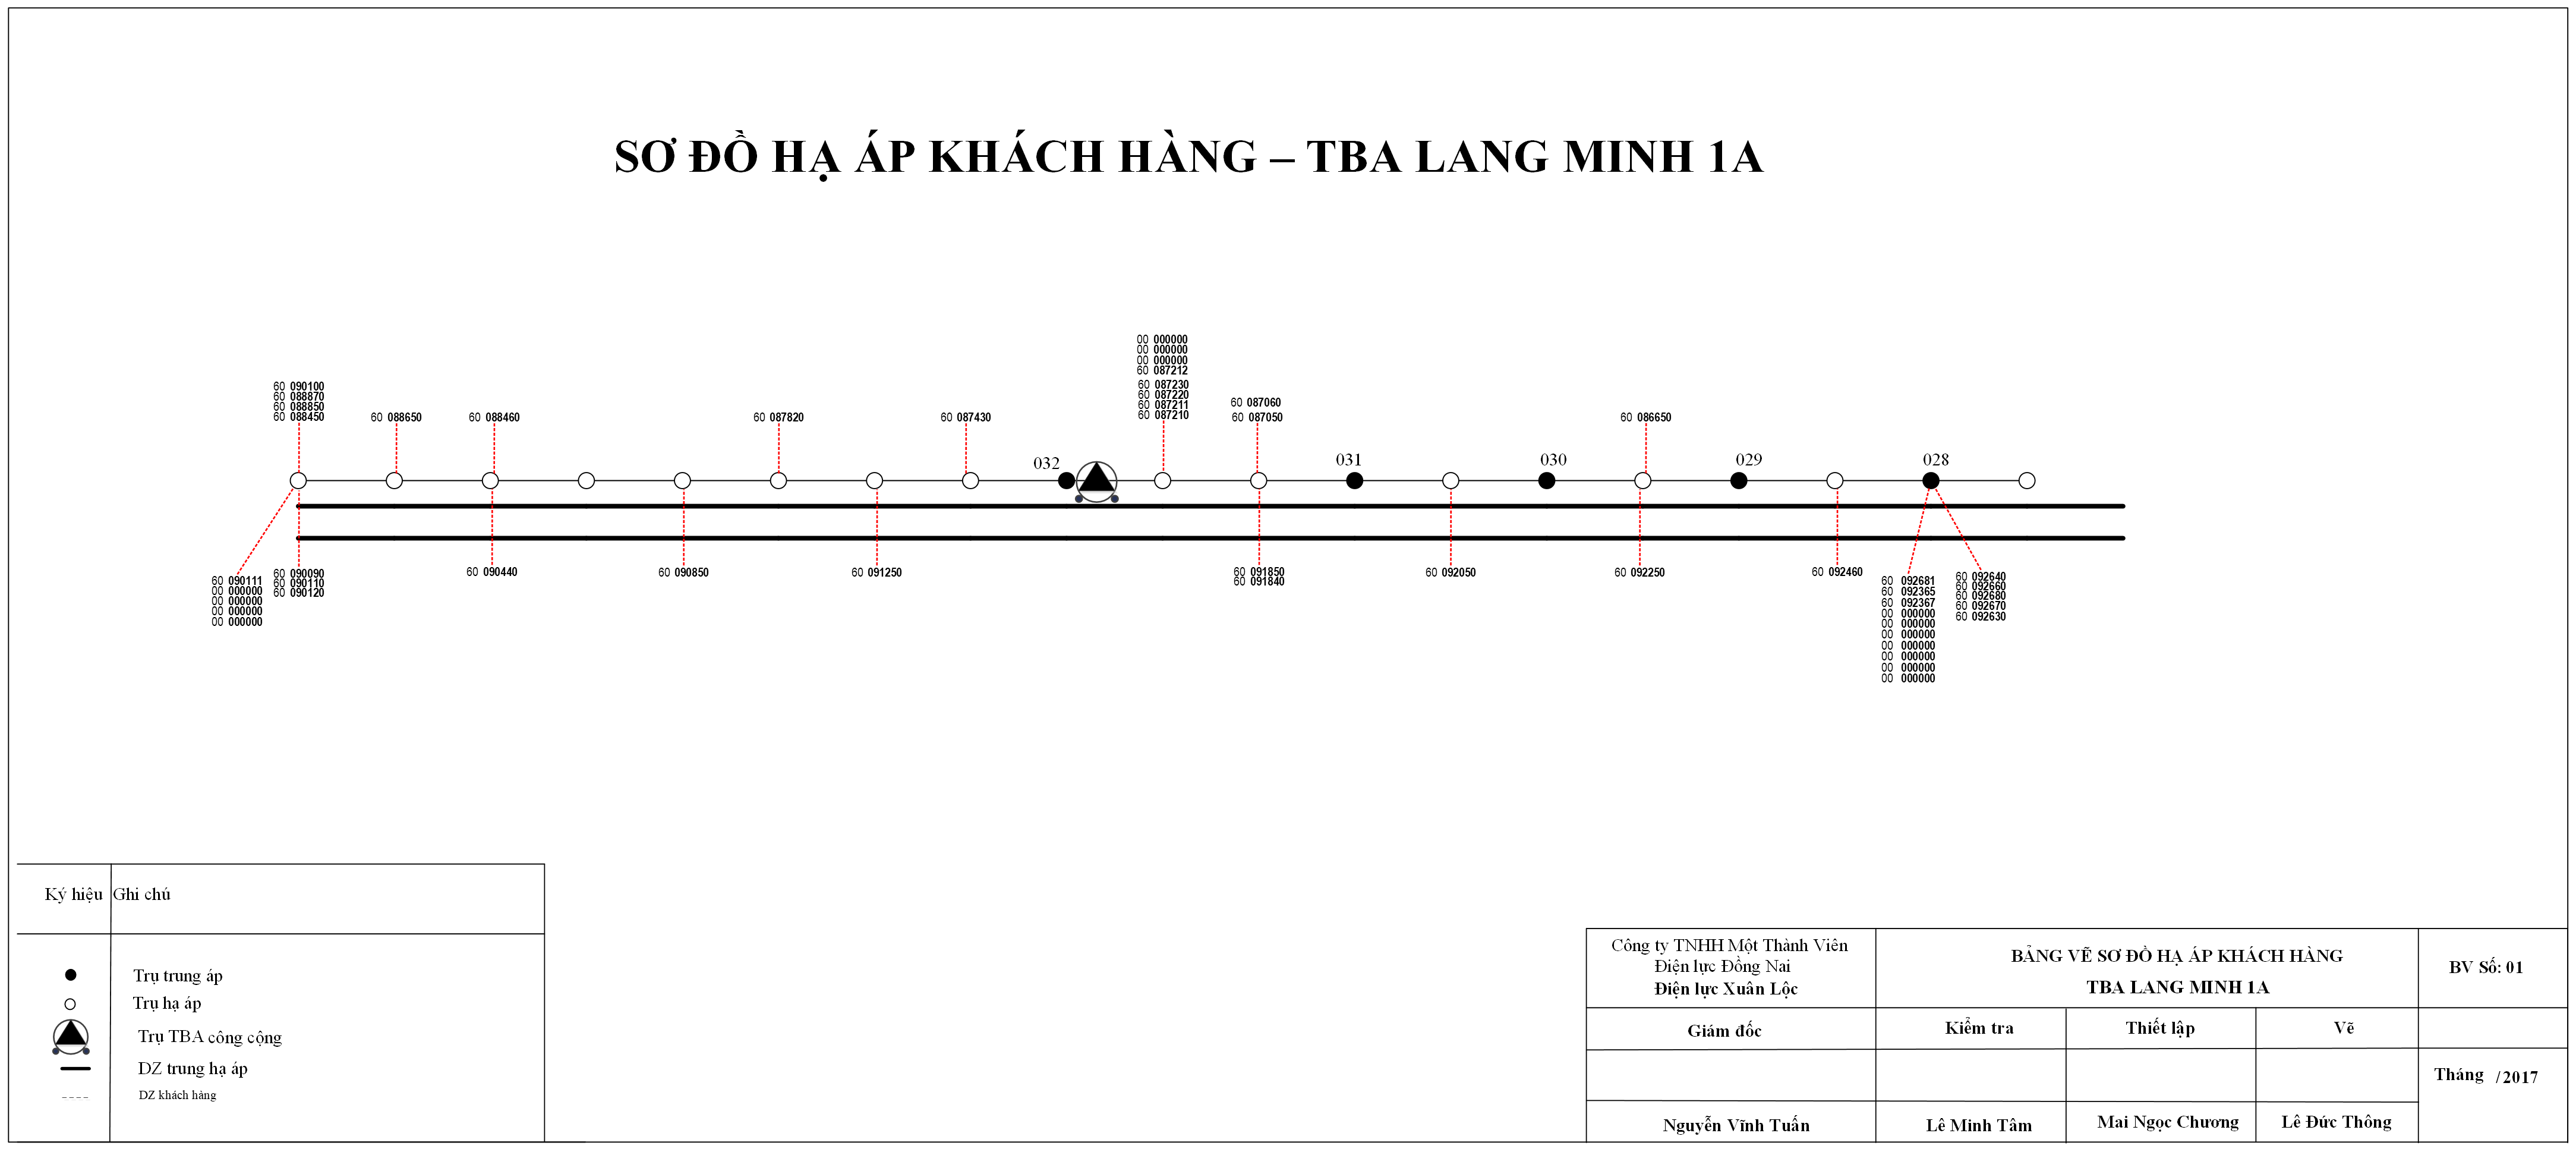 SƠ ĐỒ HẠ ÁP KHÁCH HÀNG – TBA LANG MINH 1A
60 090100
60 088870
60 088850
60 088450
60 088650
60 088460
60 087820
60 087430
00 000000
00 000000
00 000000
60 087212
60 087230
60 087220
60 087211
60 087210
60 087060
60 087050
60 086650
032
031
030
029
028
60 090111
00 000000
00 000000
00 000000
00 000000
60 090090
60 090110
60 090120
60 090440
60 090850
60 091250
60 091850
60 091840
60 092050
60 092250
60 092460
60 092681
60 092365
60 092367
00 000000
00 000000
00 000000
00 000000
00 000000
00 000000
00 000000
60 092640
60 092660
60 092680
60 092670
60 092630
Ký hiệu Ghi chú
Trụ trung áp
Trụ hạ áp
Trụ TBA công cộng
DZ trung hạ áp
DZ khách hàng
Công ty TNHH Một Thành Viên
Điện lực Đồng Nai
Điện lực Xuân Lộc
BẢNG VẼ SƠ ĐỒ HẠ ÁP KHÁCH HÀNG
TBA LANG MINH 1A
BV Số: 01
Giám đốc
Kiểm tra
Thiết lập
Vẽ
Tháng /2017
Nguyễn Vĩnh Tuấn
Lê Minh Tâm
Mai Ngọc Chương
Lê Đức Thông